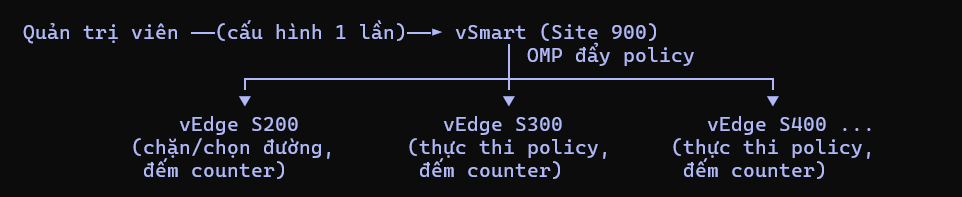 Quản trị viên ──(cấu hình 1 lần)──► vSmart (Site 900)
OMP đẩy policy
vEdge S200 vEdge S300 vEdge S400 ...
(chặn/chọn đường, (thực thi policy, (thực thi policy,
đếm counter) đếm counter) đếm counter)